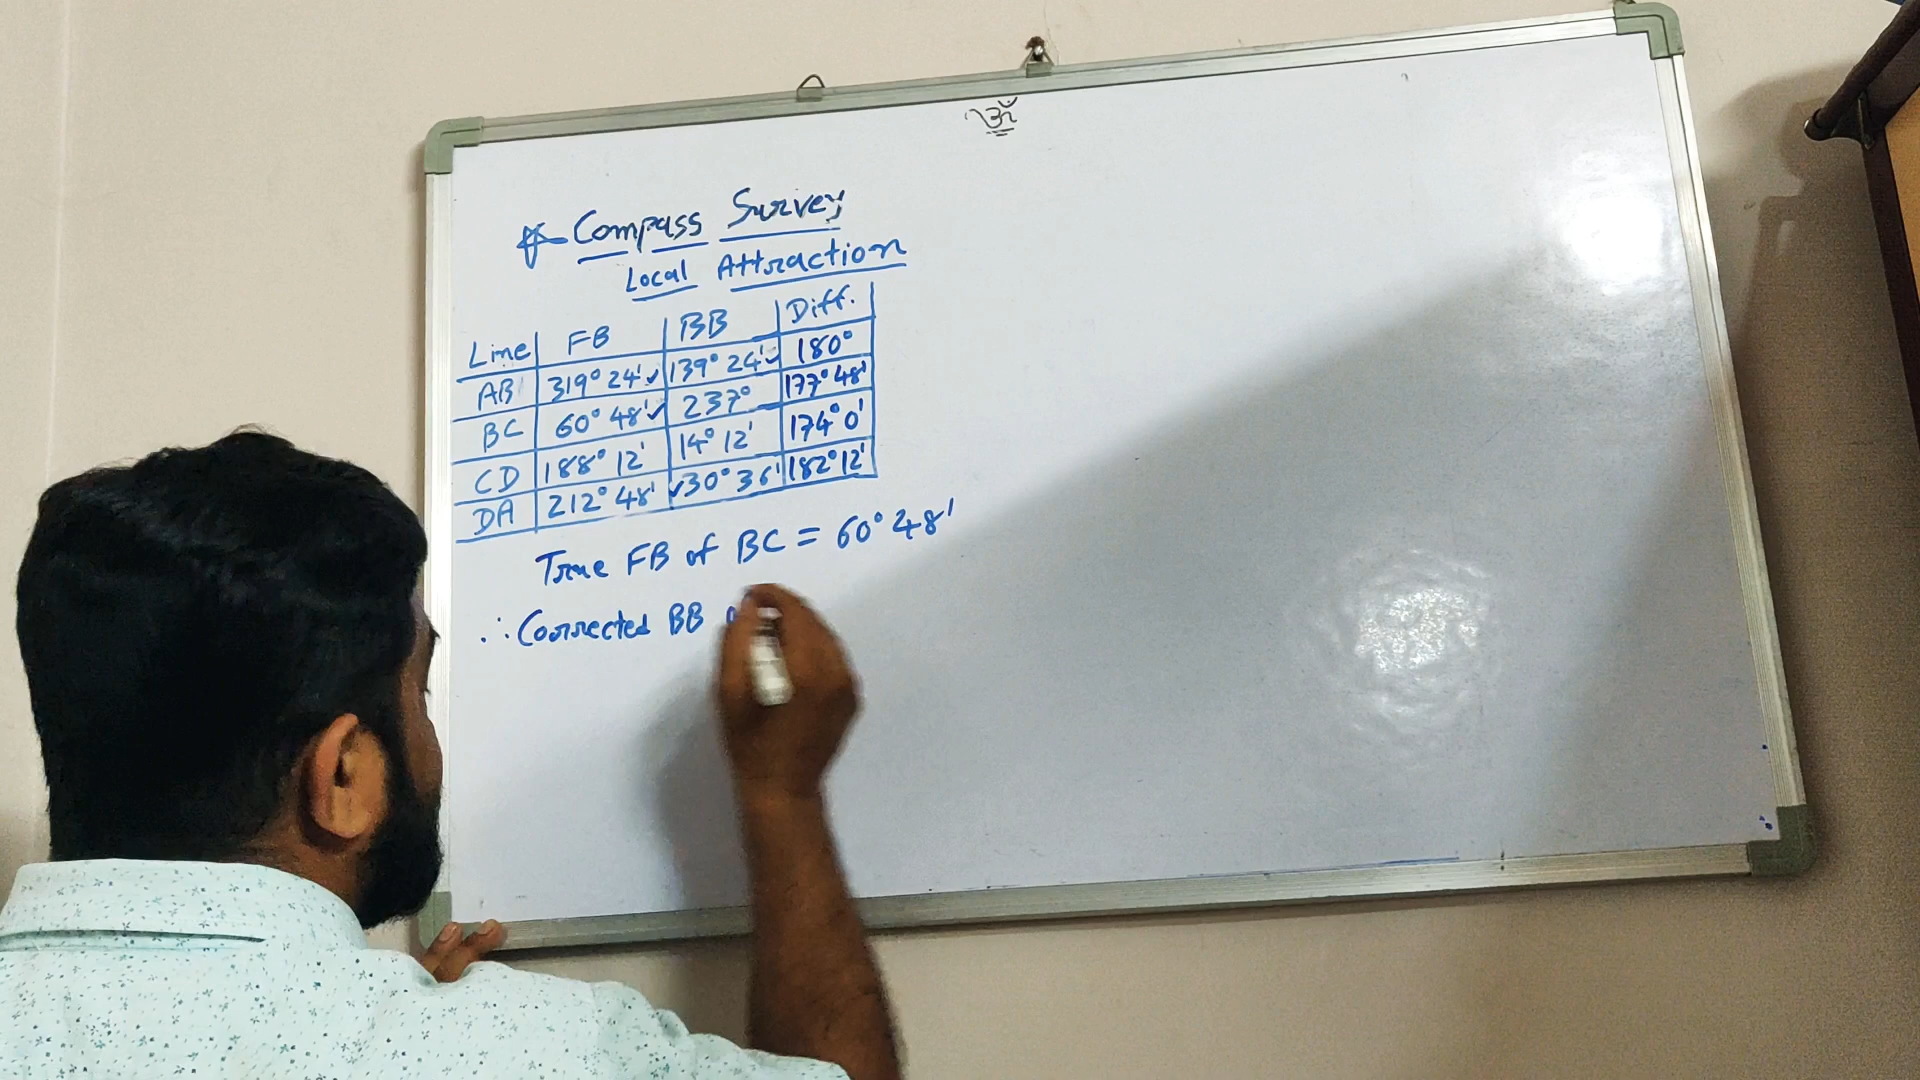 ॐ
Compass Survey
Local Attraction
Line FB BB Diff.
AB 319° 24' ✓ 139° 24' ✓ 180°
BC 60° 48' ✓ 237° 177° 48'
CD 188° 12' 14° 12' 174° 0'
DA 212° 48' ✓30° 36' 182° 12'
True FB of BC = 60° 48'
∴ Corrected BB